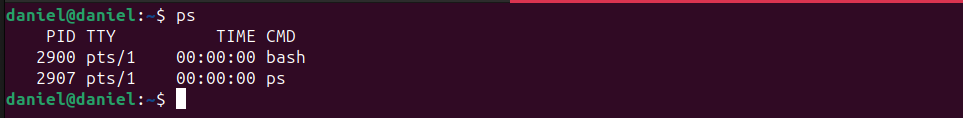 daniel@daniel:~$ ps
    PID TTY          TIME CMD
   2900 pts/1    00:00:00 bash
   2907 pts/1    00:00:00 ps
daniel@daniel:~$